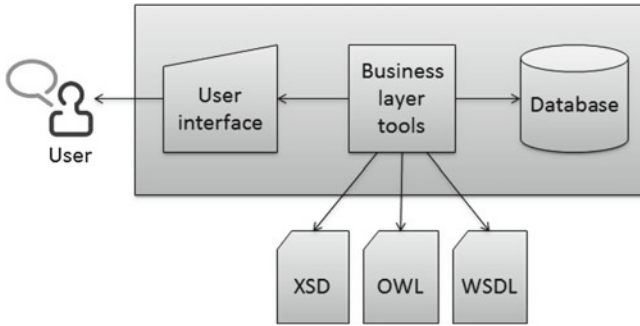 User
interface
Business
layer
tools
Database
User
XSD
OWL
WSDL